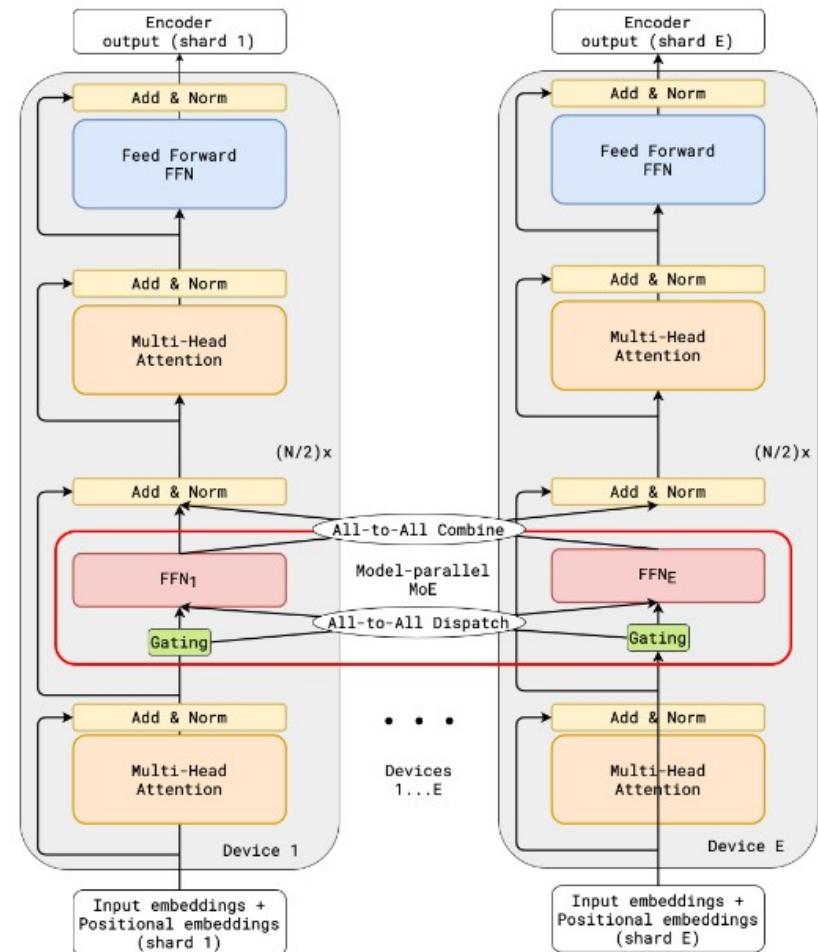 Encoder
output (shard 1)
Add & Norm
Feed Forward
FFN
Add & Norm
Multi-Head
Attention
(N/2)x
Add & Norm
FFN1
Gating
Add & Norm
Multi-Head
Attention
Device 1
Input embeddings +
Positional embeddings
(shard 1)
All-to-All Combine
Model-parallel
MoE
All-to-All Dispatch
Devices
1...E
Encoder
output (shard E)
Add & Norm
Feed Forward
FFN
Add & Norm
Multi-Head
Attention
(N/2)x
Add & Norm
FFNE
Gating
Add & Norm
Multi-Head
Attention
Device E
Input embeddings +
Positional embeddings
(shard E)